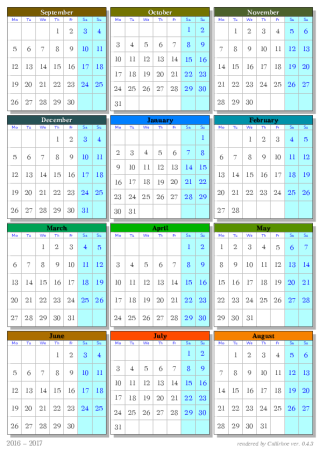 September
Mo Tu We Th Fr Sa Su
1 2 3 4
5 6 7 8 9 10 11
12 13 14 15 16 17 18
19 20 21 22 23 24 25
26 27 28 29 30
October
Mo Tu We Th Fr Sa Su
1 2
3 4 5 6 7 8 9
10 11 12 13 14 15 16
17 18 19 20 21 22 23
24 25 26 27 28 29 30
31
November
Mo Tu We Th Fr Sa Su
1 2 3 4 5 6
7 8 9 10 11 12 13
14 15 16 17 18 19 20
21 22 23 24 25 26 27
28 29 30
December
Mo Tu We Th Fr Sa Su
1 2 3 4
5 6 7 8 9 10 11
12 13 14 15 16 17 18
19 20 21 22 23 24 25
26 27 28 29 30 31
January
Mo Tu We Th Fr Sa Su
1
2 3 4 5 6 7 8
9 10 11 12 13 14 15
16 17 18 19 20 21 22
23 24 25 26 27 28 29
30 31
February
Mo Tu We Th Fr Sa Su
1 2 3 4 5
6 7 8 9 10 11 12
13 14 15 16 17 18 19
20 21 22 23 24 25 26
27 28
March
Mo Tu We Th Fr Sa Su
1 2 3 4 5
6 7 8 9 10 11 12
13 14 15 16 17 18 19
20 21 22 23 24 25 26
27 28 29 30 31
April
Mo Tu We Th Fr Sa Su
1 2
3 4 5 6 7 8 9
10 11 12 13 14 15 16
17 18 19 20 21 22 23
24 25 26 27 28 29 30
May
Mo Tu We Th Fr Sa Su
1 2 3 4 5 6 7
8 9 10 11 12 13 14
15 16 17 18 19 20 21
22 23 24 25 26 27 28
29 30 31
June
Mo Tu We Th Fr Sa Su
1 2 3 4
5 6 7 8 9 10 11
12 13 14 15 16 17 18
19 20 21 22 23 24 25
26 27 28 29 30
July
Mo Tu We Th Fr Sa Su
1 2
3 4 5 6 7 8 9
10 11 12 13 14 15 16
17 18 19 20 21 22 23
24 25 26 27 28 29 30
31
August
Mo Tu We Th Fr Sa Su
1 2 3 4 5 6
7 8 9 10 11 12 13
14 15 16 17 18 19 20
21 22 23 24 25 26 27
28 29 30 31
2016 – 2017
rendered by Calirine ver. 0.4.3